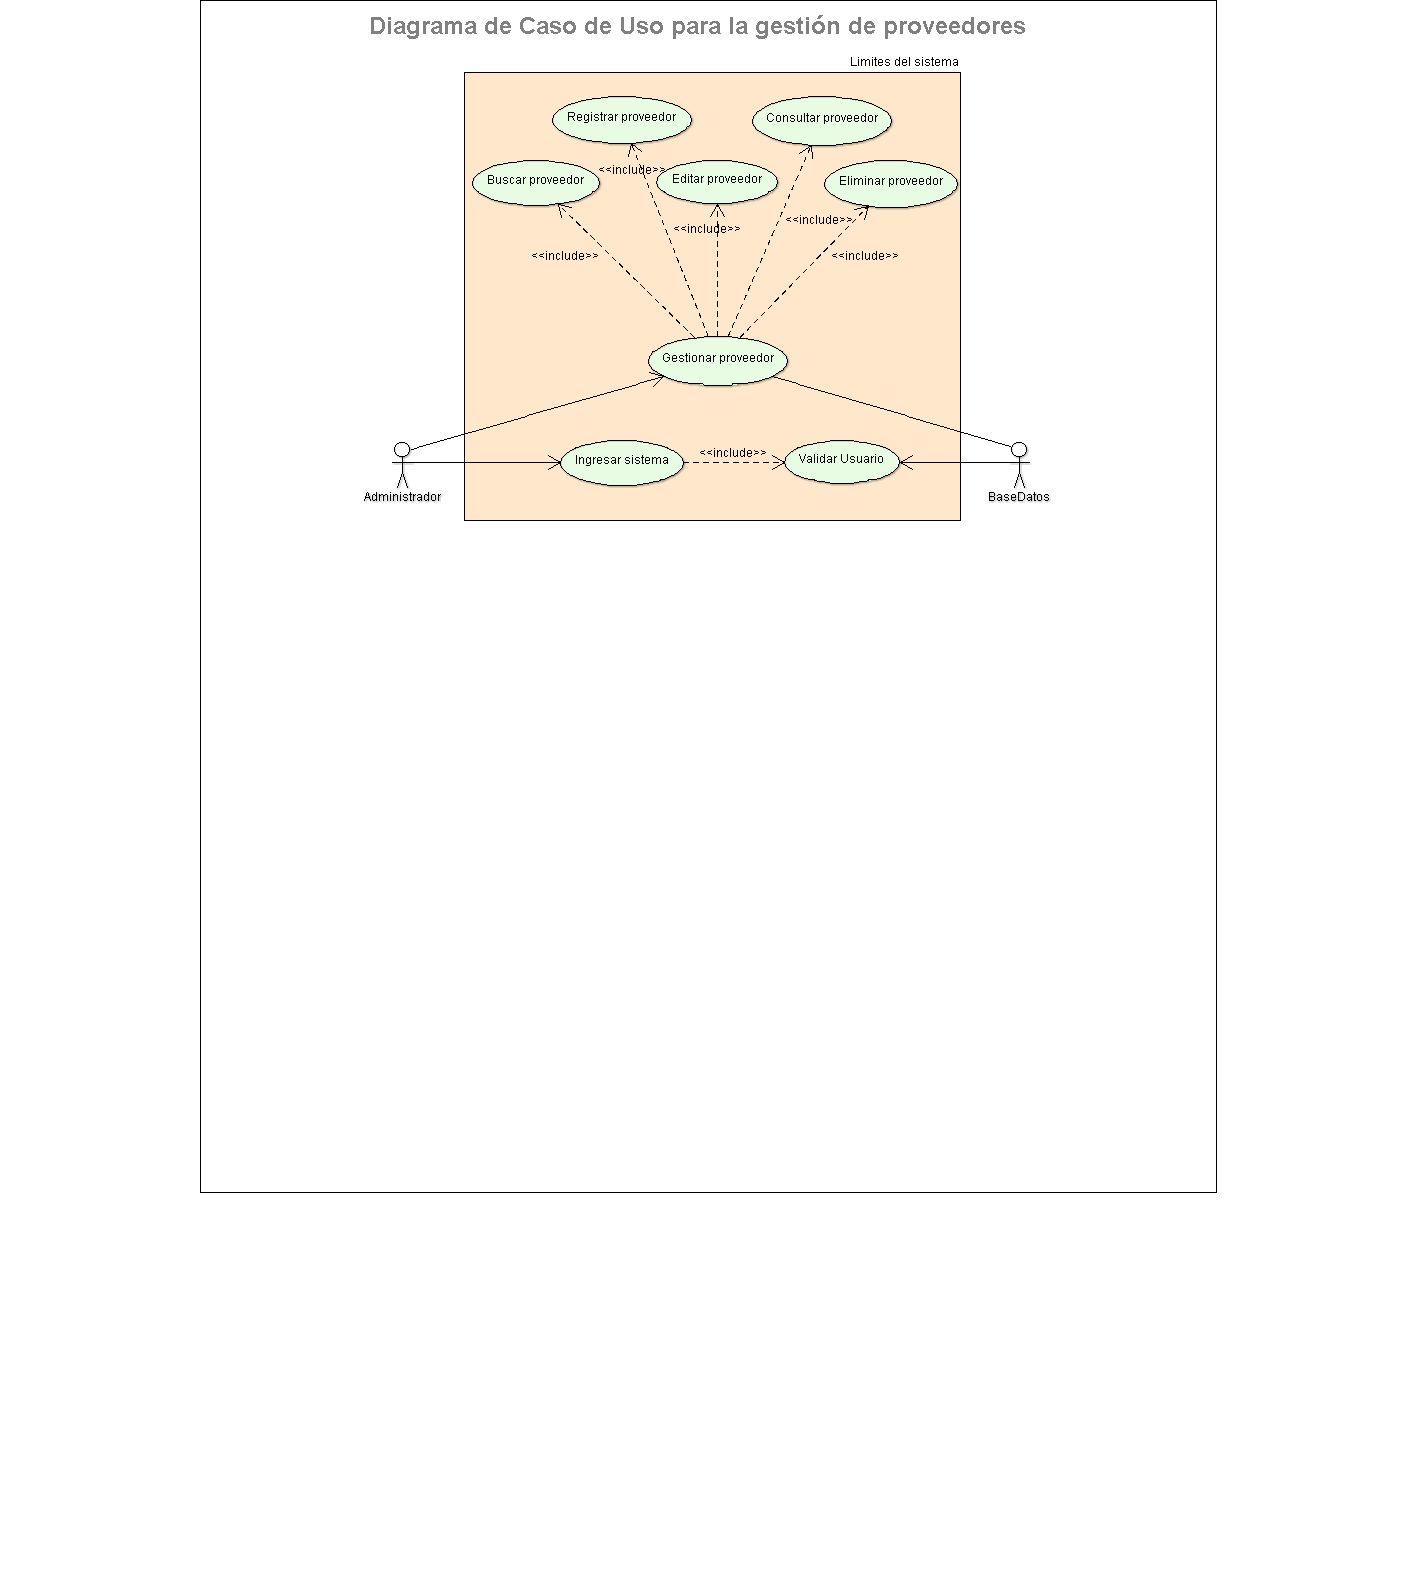 Diagrama de Caso de Uso para la gestión de proveedores
Limites del sistema
Registrar proveedor
Consultar proveedor
<<include>>
Buscar proveedor
Editar proveedor
Eliminar proveedor
<<include>>
<<include>>
<<include>>
<<include>>
Gestionar proveedor
Ingresar sistema
<<include>>
Validar Usuario
Administrador
BaseDatos